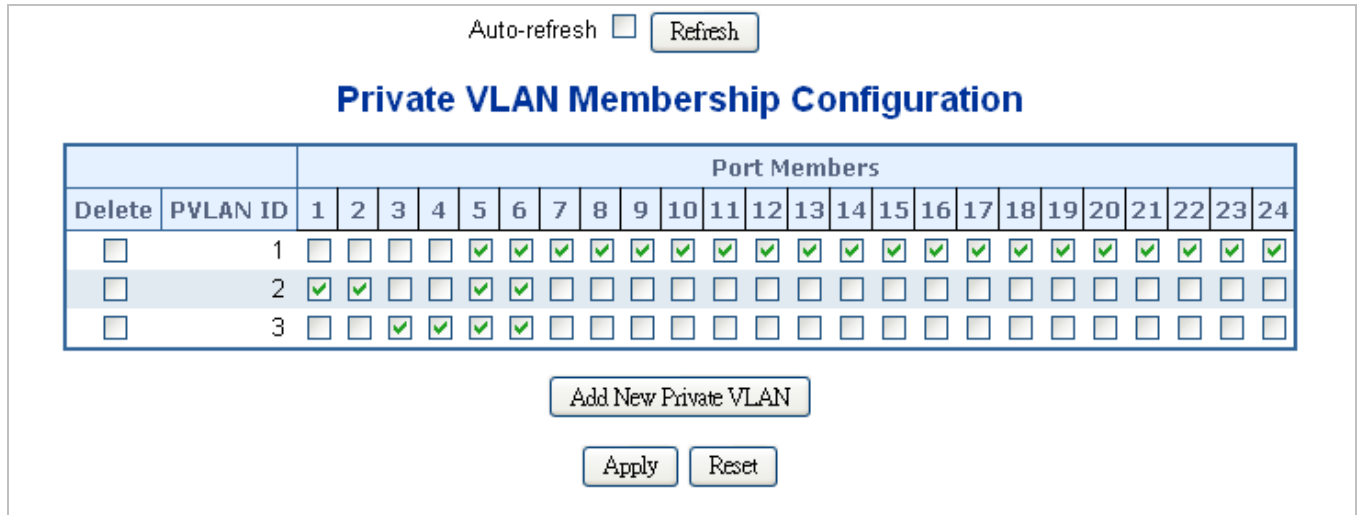 Auto-refresh Refresh
Private VLAN Membership Configuration
Port Members
Delete PVLAN ID 1 2 3 4 5 6 7 8 9 10 11 12 13 14 15 16 17 18 19 20 21 22 23 24
1
2
3
Add New Private VLAN
Apply Reset